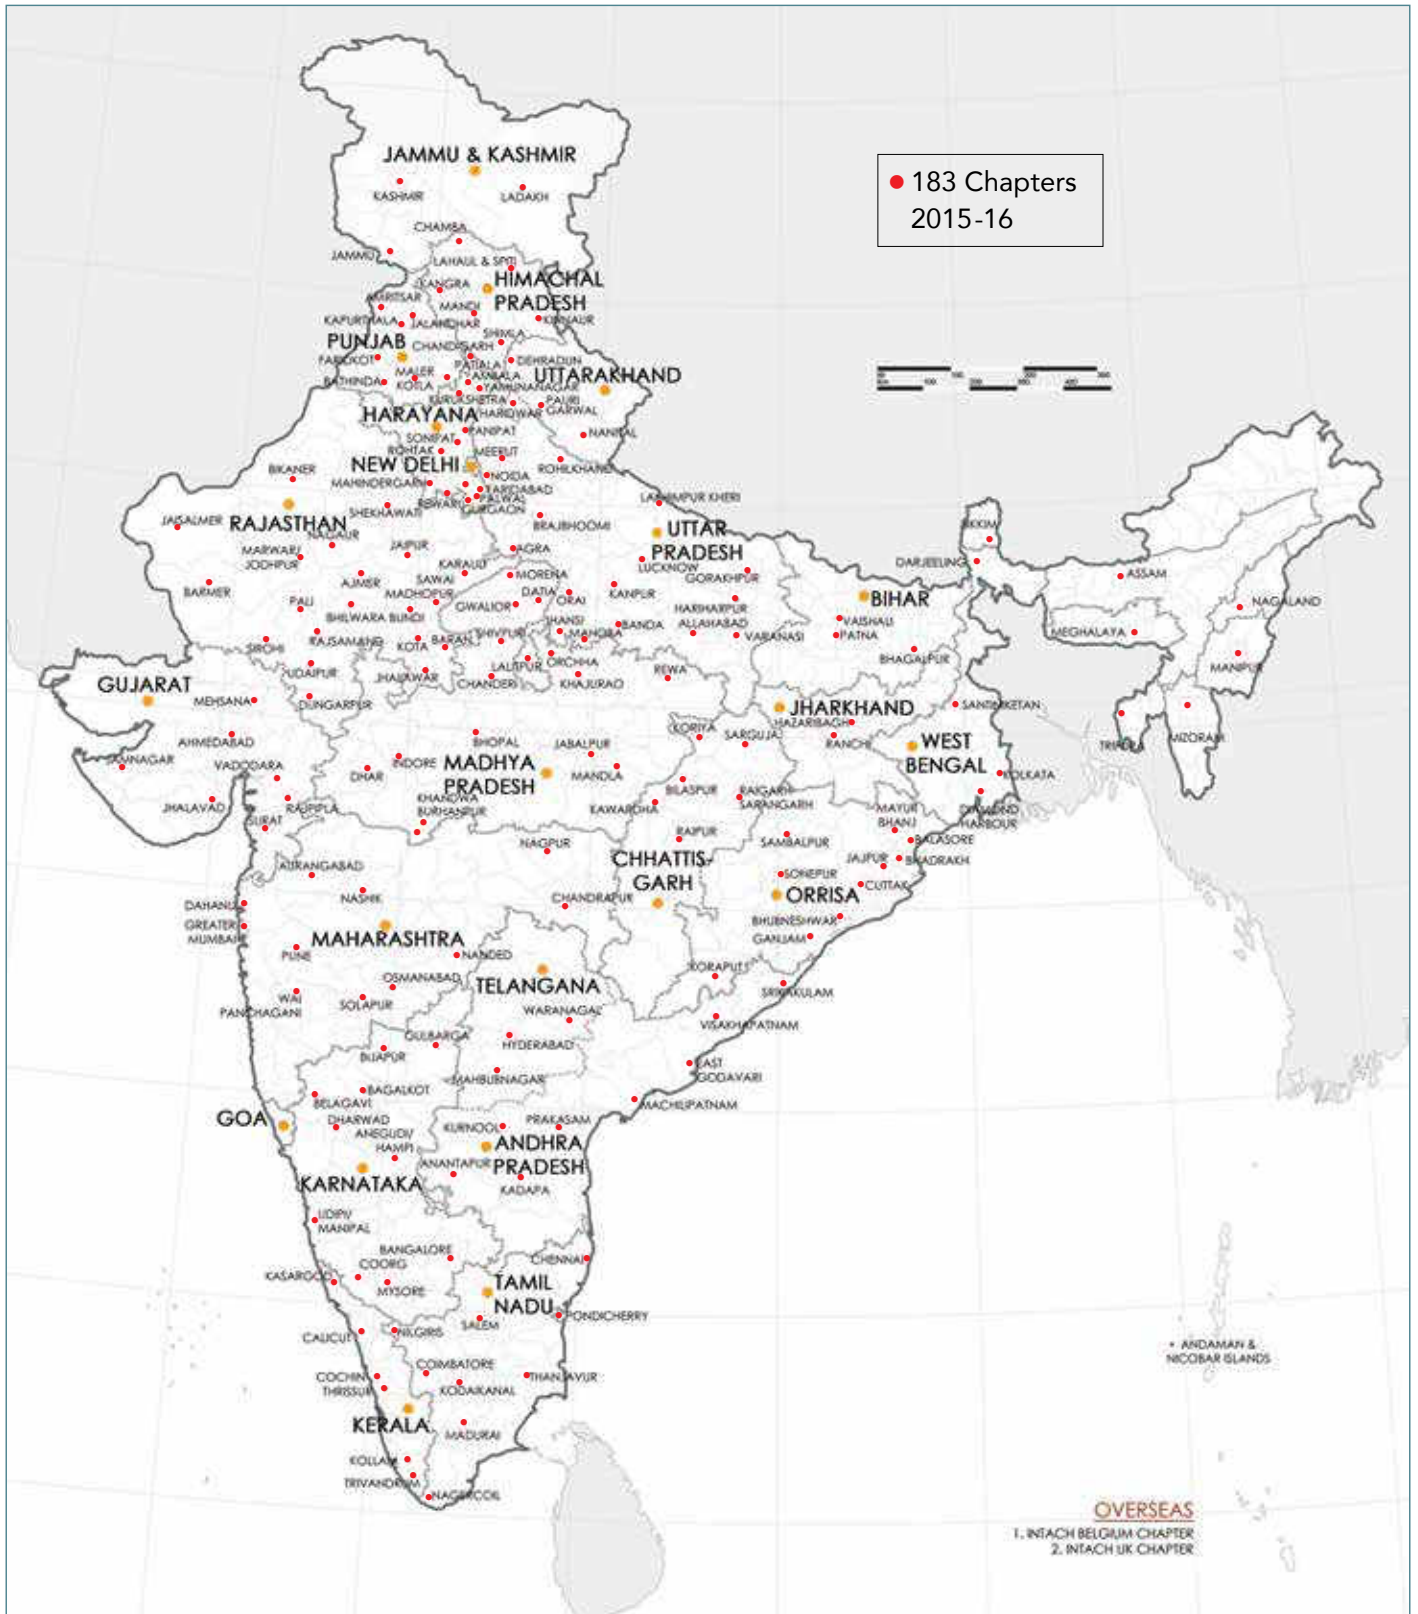 JAMMU & KASHMIR
KASHMIR
LADAKH
183 Chapters
2015-16
CHAMBA
JAMMU
LAHAUL & SPITI
HIMACHAL
PRADESH
KANGRA
AMRITSAR
MANDI
KAPURTHALA
JALANDHAR
KINNAUR
SHIMLA
PUNJAB
CHANDIGARH
FARIDKOT
PATIALA
DEHRADUN
MALER
KOTLA
AMBALA
UTTARAKHAND
BATHINDA
YAMUNANAGAR
KURUKSHETRA
PAURI
GARWAL
HARIDWAR
HARAYANA
PANIPAT
SONIPAT
NAINITAL
ROHTAK
MEERUT
NEW DELHI
ROHILKHAND
BIKANER
NOIDA
MAHINDERGARH
FARIDABAD
REWARI
PALWAL
GURGAON
LAKHIMPUR KHERI
SHEKHAWATI
BRAJBHOOMI
JAISALMER
RAJASTHAN
UTTAR
PRADESH
NAGAUR
SIKKIM
MARWAR/
JODHPUR
JAIPUR
AGRA
LUCKNOW
DARJEELING
KARAULI
MORENA
GORAKHPUR
ASSAM
AJMER
SAWAI
MADHOPUR
BARMER
DATIA
ORAI
KANPUR
BIHAR
PALI
GWALIOR
HARIHARPUR
NAGALAND
BHILWARA
BUNDI
JHANSI
BANDA
ALLAHABAD
VAISHALI
RAJSAMAND
KOTA
BARAN
SHIVPURI
MAHOBA
VARANASI
PATNA
MEGHALAYA
SIROHI
BHAGALPUR
MANIPUR
UDAIPUR
JHALAWAR
LALITPUR
ORCHHA
REWA
CHANDERI
KHAJURAO
GUJARAT
MEHSANA
DUNGARPUR
JHARKHAND
SANTINIKETAN
HAZARIBAGH
KORIYA
SARGUJA
RANCHI
WEST
BENGAL
TRIPURA
MIZORAM
AHMEDABAD
BHOPAL
JABALPUR
JAMNAGAR
VADODARA
DHAR
INDORE
MADHYA
PRADESH
MANDLA
KOLKATA
JHALAVAD
RAJPIPLA
KHANDWA
BURHANPUR
BILASPUR
RAIGARH
SARANGARH
KAWARDHA
MAYUR
BHANJ
DIAMOND
HARBOUR
SURAT
RAIPUR
SAMBALPUR
BALASORE
NAGPUR
CHHATTIS-
GARH
JAJPUR
BHADRAKH
AURANGABAD
SONEPUR
CUTTAK
NASHIK
ORRISA
DAHANU
CHANDRAPUR
GREATER
MUMBAI
BHUBNESHWAR
MAHARASHTRA
GANJAM
PUNE
NANDED
TELANGANA
KORAPUT
OSMANABAD
SRIKAKULAM
WAI
PANCHAGANI
SOLAPUR
WARANAGAL
VISAKHAPATNAM
GULBARGA
HYDERABAD
BIJAPUR
EAST
GODAVARI
MAHBUBNAGAR
BAGALKOT
BELAGAVI
MACHILIPATNAM
GOA
DHARWAD
KURNOOL
PRAKASAM
ANEGUDI/
HAMPI
ANDHRA
PRADESH
ANANTAPUR
KARNATAKA
KADAPA
UDIPI/
MANIPAL
BANGALORE
CHENNAI
COORG
KASARGOD
MYSORE
TAMIL
NADU
PONDICHERRY
SALEM
CALICUT
NILGIRIS
ANDAMAN &
NICOBAR ISLANDS
COIMBATORE
COCHIN
THANJAVUR
THRISSUR
KODAIKANAL
KERALA
MADURAI
KOLLAM
TRIVANDRUM
NAGERCOIL
OVERSEAS
1. INTACH BELGIUM CHAPTER
2. INTACH UK CHAPTER